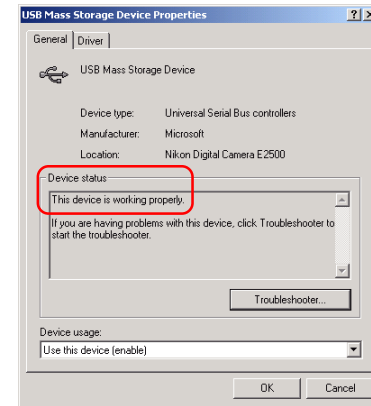 USB Mass Storage Device Properties
General Driver
USB Mass Storage Device
Device type: Universal Serial Bus controllers
Manufacturer: Microsoft
Location: Nikon Digital Camera E2500
Device status
This device is working properly.
If you are having problems with this device, click Troubleshooter to
start the troubleshooter.
Troubleshooter...
Device usage:
Use this device (enable)
OK Cancel